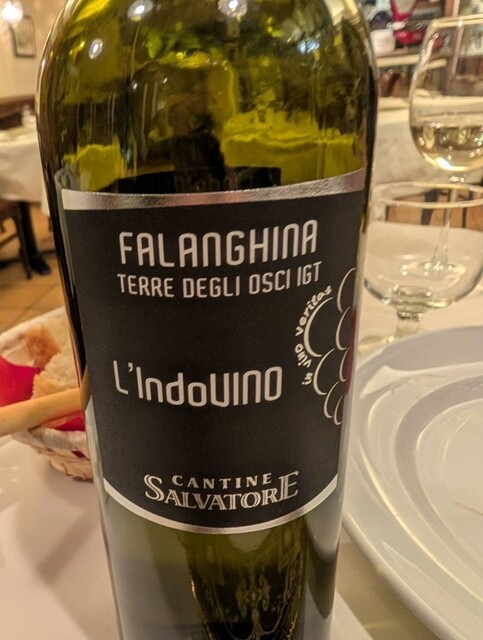 FALANGHINA
TERRE DEGLI OSCI IGT
in vino veritas
L'IndoVINO
CANTINE
SALVATORE